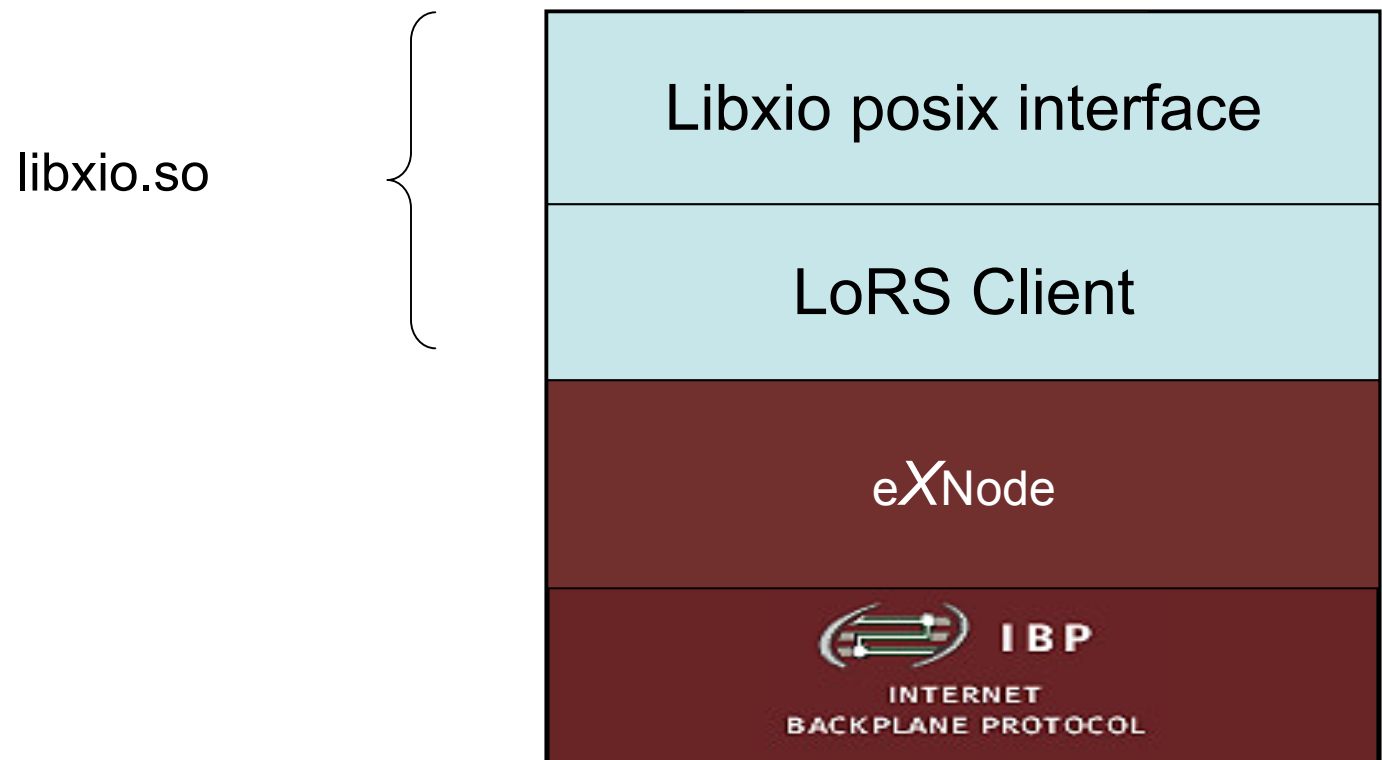 Libxio posix interface
libxio.so
LoRS Client
eXNode
IBP
INTERNET
BACKPLANE PROTOCOL